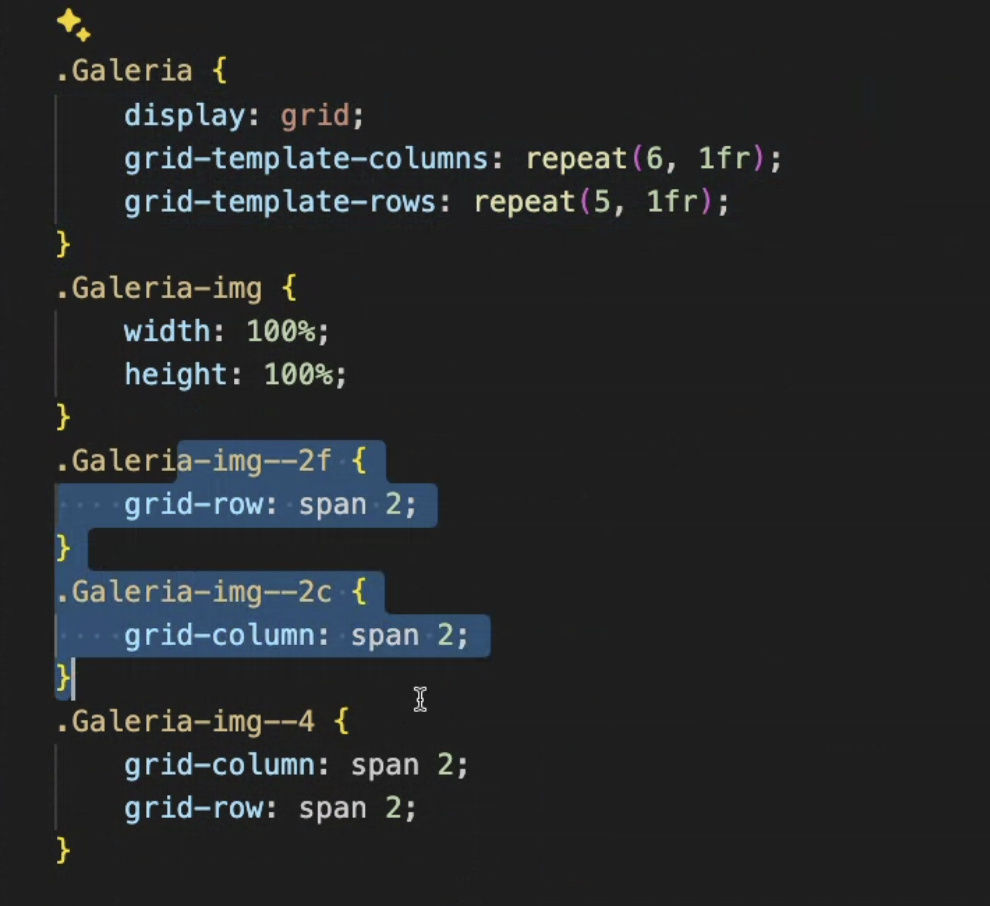 .Galeria {
    display: grid;
    grid-template-columns: repeat(6, 1fr);
    grid-template-rows: repeat(5, 1fr);
}
.Galeria-img {
    width: 100%;
    height: 100%;
}
.Galeria-img--2f {
    grid-row: span 2;
}
.Galeria-img--2c {
    grid-column: span 2;
}
.Galeria-img--4 {
    grid-column: span 2;
    grid-row: span 2;
}